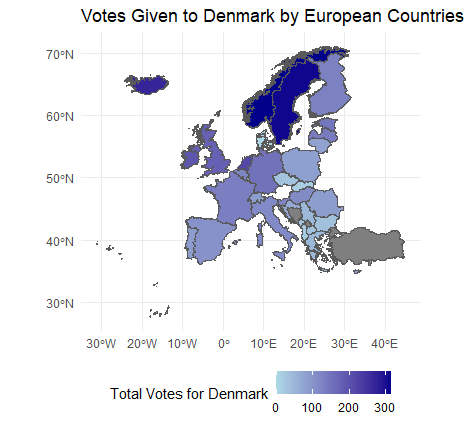 Votes Given to Denmark by European Countries
70°N
60°N
50°N
40°N
30°N
30°W 20°W 10°W 0° 10°E 20°E 30°E 40°E
Total Votes for Denmark
0 100 200 300